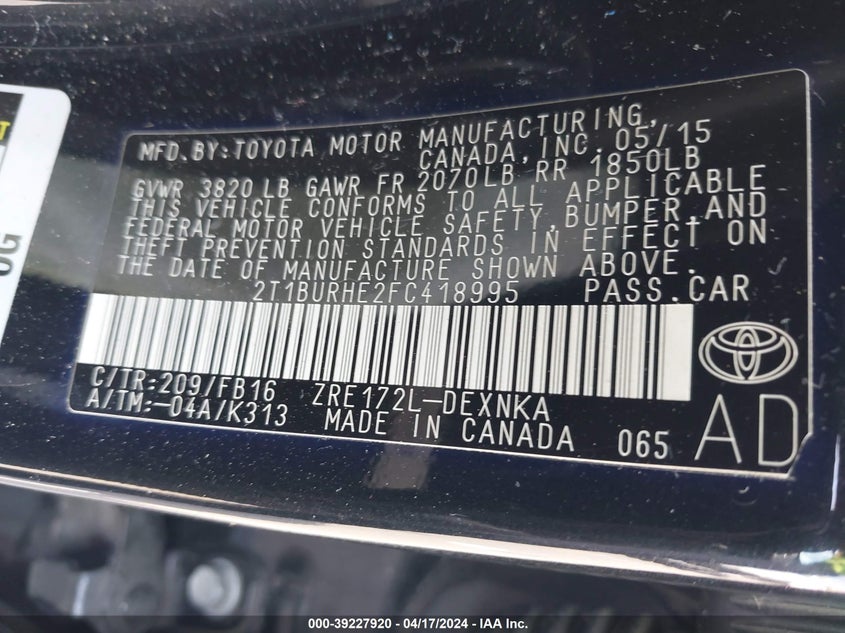 T
OG
MFD. BY: TOYOTA MOTOR MANUFACTURING,
CANADA, INC. 05/15
GVWR 3820 LB GAWR FR 2070LB RR 1850LB
THIS VEHICLE CONFORMS TO ALL APPLICABLE
FEDERAL MOTOR VEHICLE SAFETY, BUMPER, AND
THEFT PREVENTION STANDARDS IN EFFECT ON
THE DATE OF MANUFACTURE SHOWN ABOVE.
2T1BURHE2FC418995 PASS. CAR
C/TR: 209/FB16 ZRE172L-DEXNKA
A/TM: -04A/K313 MADE IN CANADA 065
AD
000-39227920 / 04/17/2024 - IAA Inc.